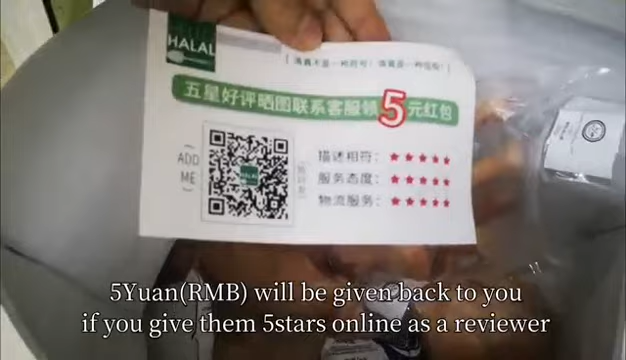 HALAL
五星好评晒图联系客服领5元红包
ADD
ME
HALAL
描述相符：
服务态度：
物流服务：
5Yuan(RMB) will be given back to you
if you give them 5stars online as a reviewer